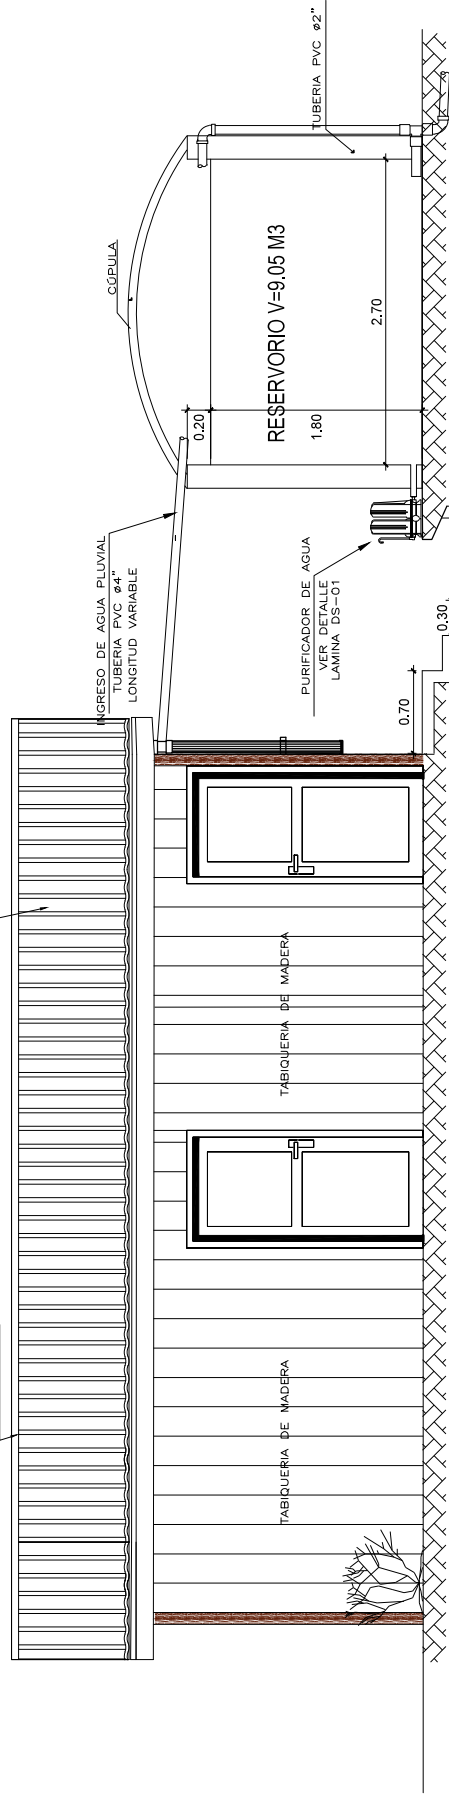 TABIQUERIA DE MADERA
TABIQUERIA DE MADERA
0.70
0.30
INGRESO DE AGUA PLUVIAL
TUBERIA PVC ø4"
LONGITUD VARIABLE
PURIFICADOR DE AGUA
VER DETALLE
LAMINA DS-01
CÚPULA
0.20
RESERVORIO V=9.05 M3
1.80
2.70
TUBERIA PVC ø2"